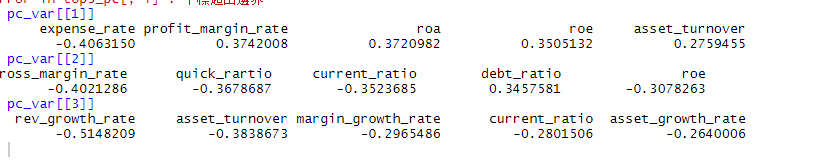 pc_var[[1]]
expense_rate profit_margin_rate roa roe asset_turnover
-0.4063150 0.3742008 0.3720982 0.3505132 0.2759455
pc_var[[2]]
ross_margin_rate quick_rartio current_ratio debt_ratio roe
-0.4021286 -0.3678687 -0.3523685 0.3457581 -0.3078263
pc_var[[3]]
rev_growth_rate asset_turnover margin_growth_rate current_ratio asset_growth_rate
-0.5148209 -0.3838673 -0.2965486 -0.2801506 -0.2640006